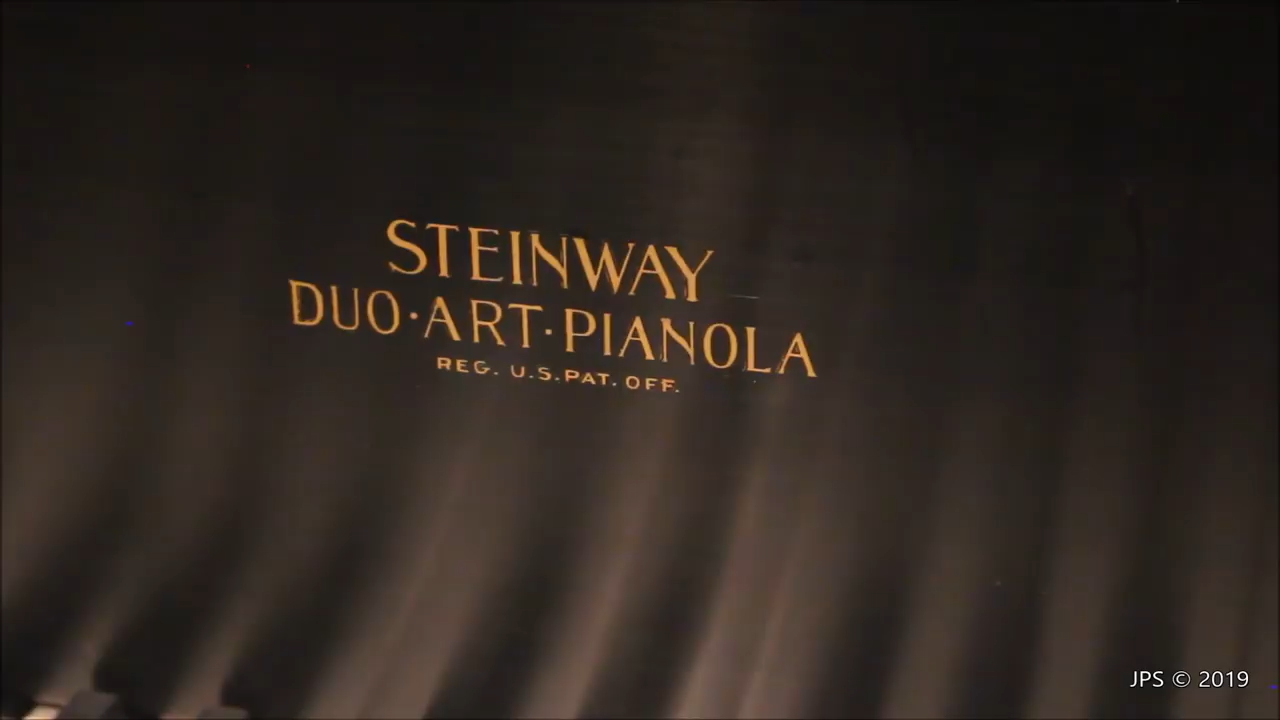 STEINWAY
DUO·ART·PIANOLA
REG. U.S. PAT. OFF.
JPS © 2019